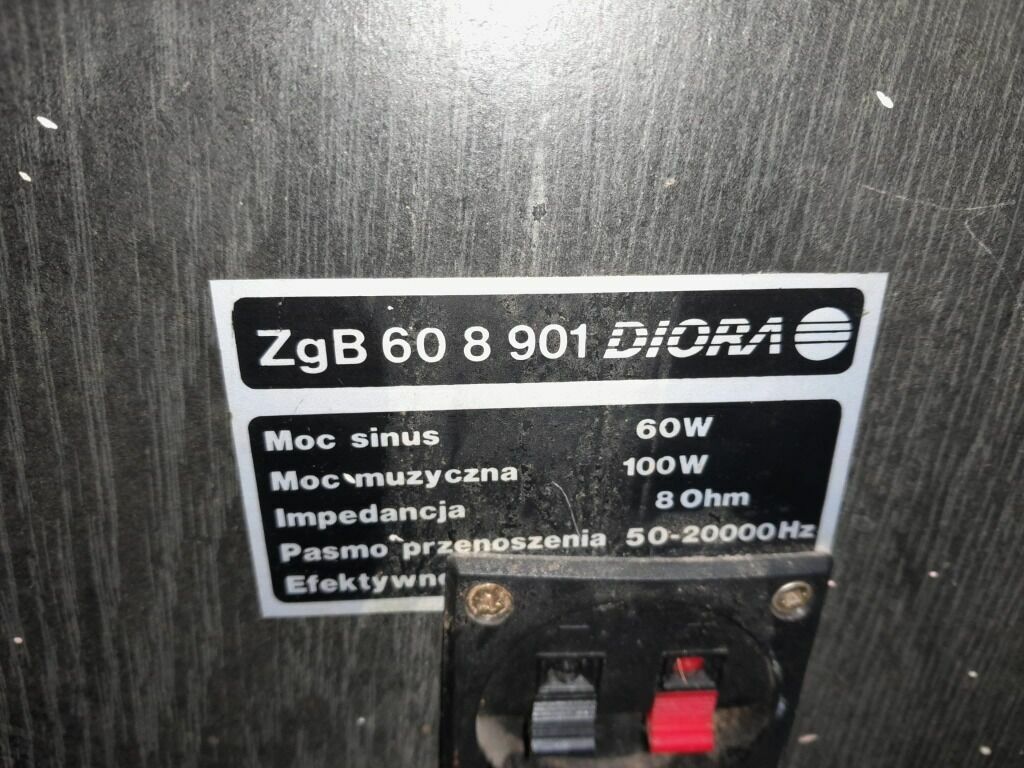 ZgB 60 8 901 DIORA
Moc sinus 60W
Moc muzyczna 100W
Impedancja 8 Ohm
Pasmo przenoszenia 50-20000Hz